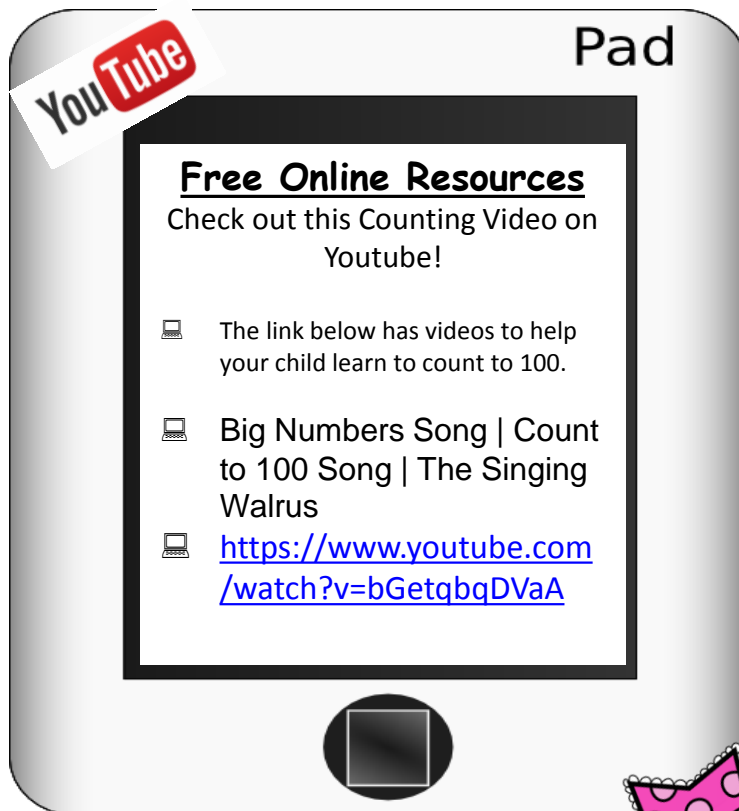 Pad
YouTube
Free Online Resources
Check out this Counting Video on
Youtube!
The link below has videos to help
your child learn to count to 100.
Big Numbers Song | Count
to 100 Song | The Singing
Walrus
https://www.youtube.com
/watch?v=bGetqbqDVaA